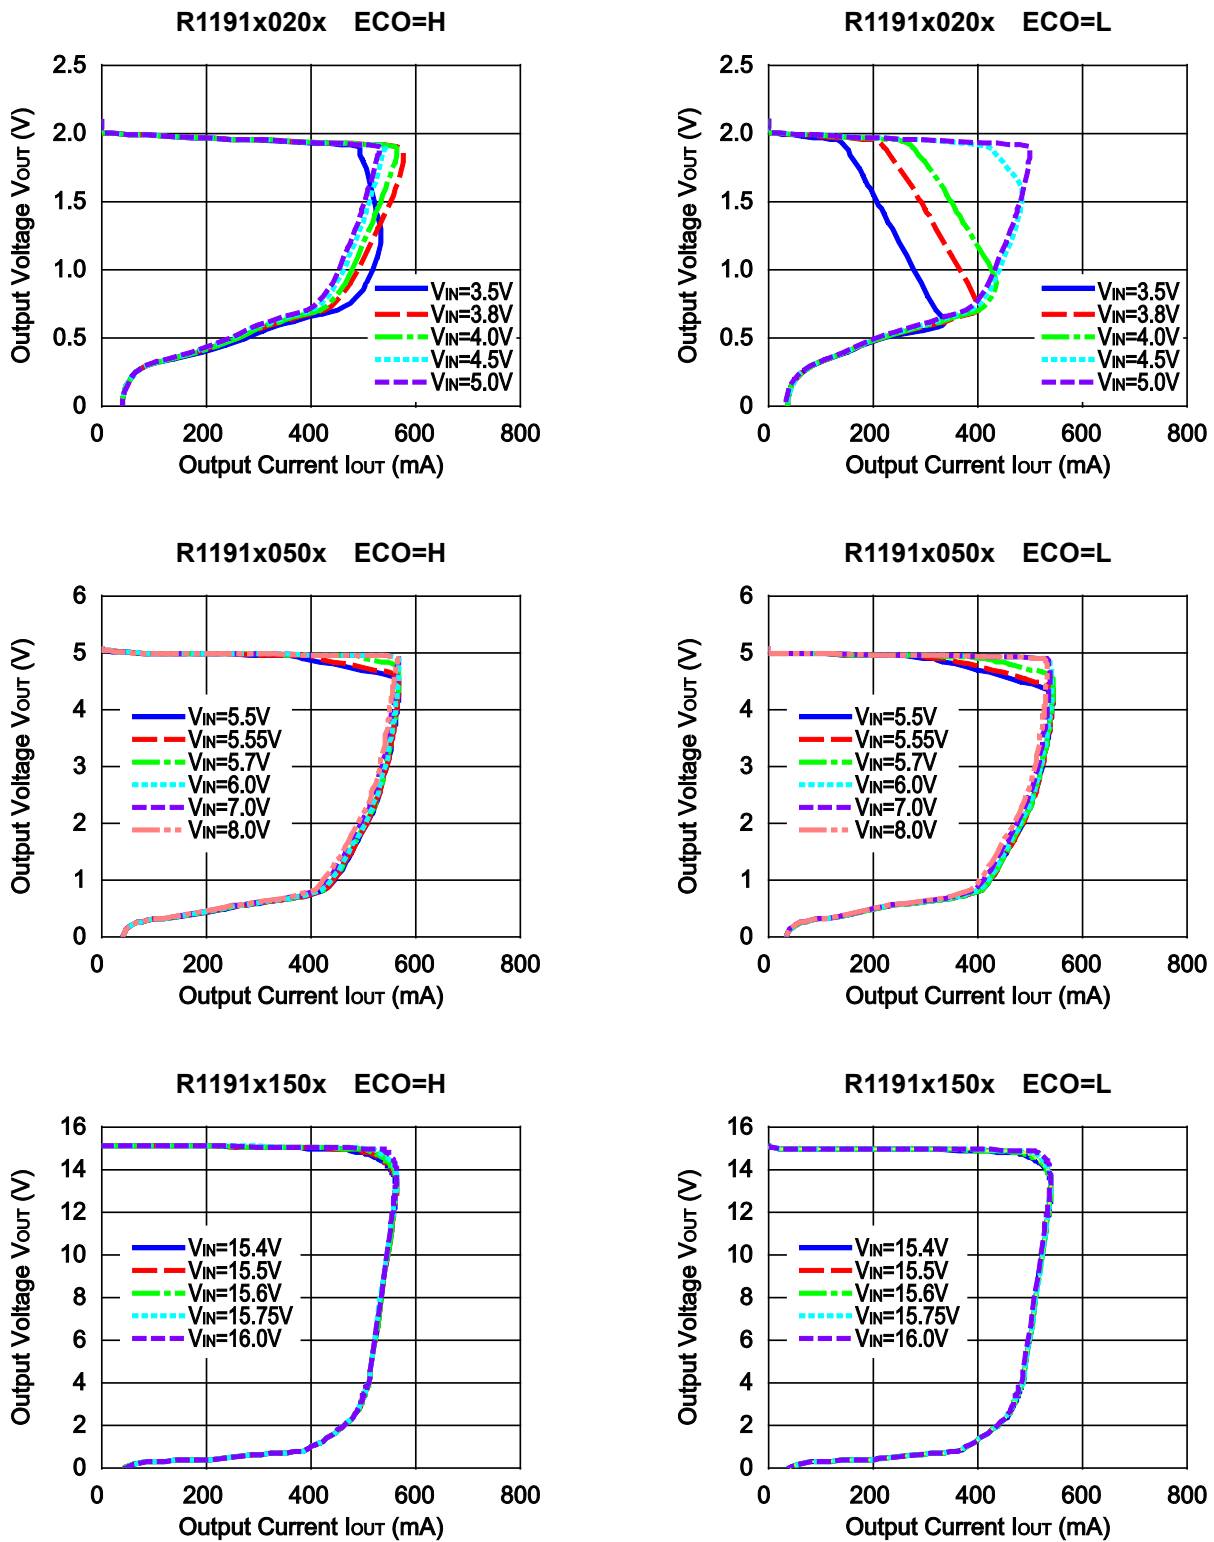 R1191x020x ECO=H
Output Voltage VOUT (V)
2.5
2.0
1.5
1.0
0.5
0
VIN=3.5V
VIN=3.8V
VIN=4.0V
VIN=4.5V
VIN=5.0V
0 200 400 600 800
Output Current IOUT (mA)
R1191x020x ECO=L
Output Voltage VOUT (V)
2.5
2.0
1.5
1.0
0.5
0
VIN=3.5V
VIN=3.8V
VIN=4.0V
VIN=4.5V
VIN=5.0V
0 200 400 600 800
Output Current IOUT (mA)
R1191x050x ECO=H
Output Voltage VOUT (V)
6
5
4
3
2
1
0
VIN=5.5V
VIN=5.55V
VIN=5.7V
VIN=6.0V
VIN=7.0V
VIN=8.0V
0 200 400 600 800
Output Current IOUT (mA)
R1191x050x ECO=L
Output Voltage VOUT (V)
6
5
4
3
2
1
0
VIN=5.5V
VIN=5.55V
VIN=5.7V
VIN=6.0V
VIN=7.0V
VIN=8.0V
0 200 400 600 800
Output Current IOUT (mA)
R1191x150x ECO=H
Output Voltage VOUT (V)
16
14
12
10
8
6
4
2
0
VIN=15.4V
VIN=15.5V
VIN=15.6V
VIN=15.75V
VIN=16.0V
0 200 400 600 800
Output Current IOUT (mA)
R1191x150x ECO=L
Output Voltage VOUT (V)
16
14
12
10
8
6
4
2
0
VIN=15.4V
VIN=15.5V
VIN=15.6V
VIN=15.75V
VIN=16.0V
0 200 400 600 800
Output Current IOUT (mA)